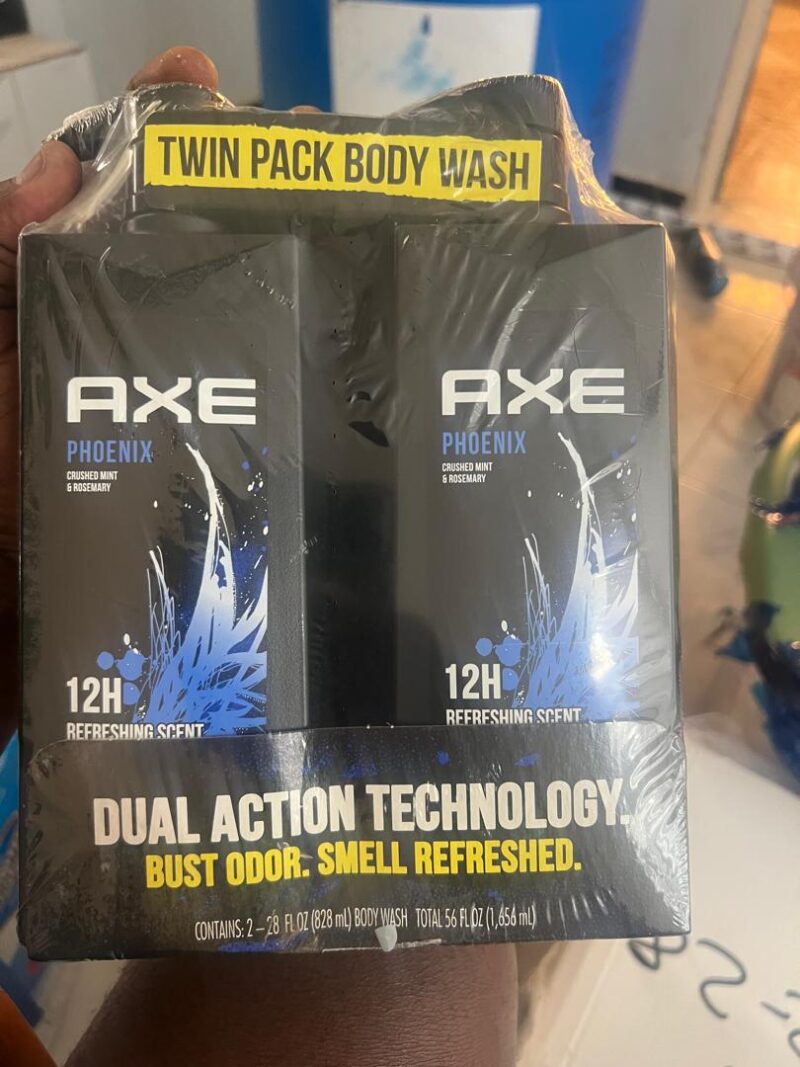 TWIN PACK BODY WASH
AXE
PHOENIX
CRUSHED MINT
& ROSEMARY
12H
REFRESHING SCENT
AXE
PHOENIX
CRUSHED MINT
& ROSEMARY
12H
REFRESHING SCENT
DUAL ACTION TECHNOLOGY.
BUST ODOR. SMELL REFRESHED.
CONTAINS: 2 – 28 FL OZ (828 mL) BODY WASH TOTAL 56 FL OZ (1,656 mL)